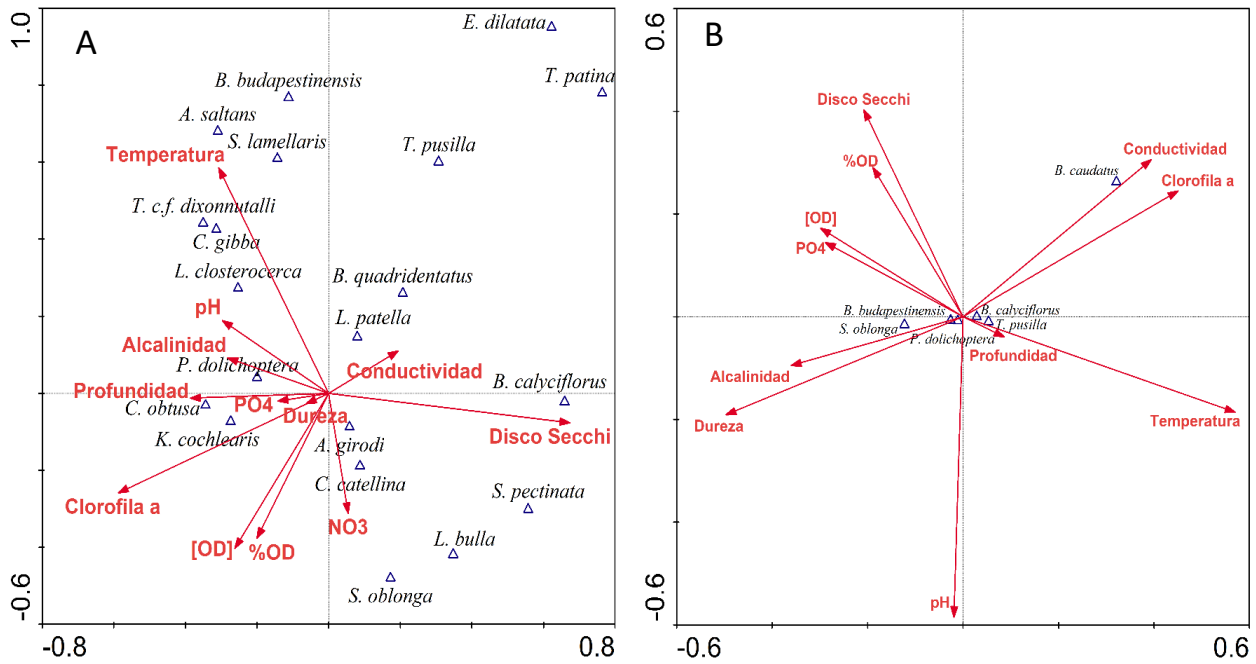 A
1.0
-0.6
-0.8
0.8
E. dilatata
T. patina
B. budapestinensis
A. saltans
S. lamellaris
T. pusilla
Temperatura
T. c.f. dixonnutalli
C. gibba
L. closterocerca
B. quadridentatus
pH
L. patella
Alcalinidad
P. dolichoptera
Conductividad
Profundidad
B. calyciflorus
C. obtusa
PO4
Dureza
K. cochlearis
A. girodi
Disco Secchi
C. catellina
Clorofila a
S. pectinata
NO3
[OD]
%OD
L. bulla
S. oblonga
B
0.6
-0.6
-0.6
0.6
Disco Secchi
%OD
Conductividad
B. caudatus
Clorofila a
[OD]
PO4
B. budapestinensis
B. calyciflorus
S. oblonga
T. pusilla
P. dolichoptera
Profundidad
Alcalinidad
Dureza
Temperatura
pH